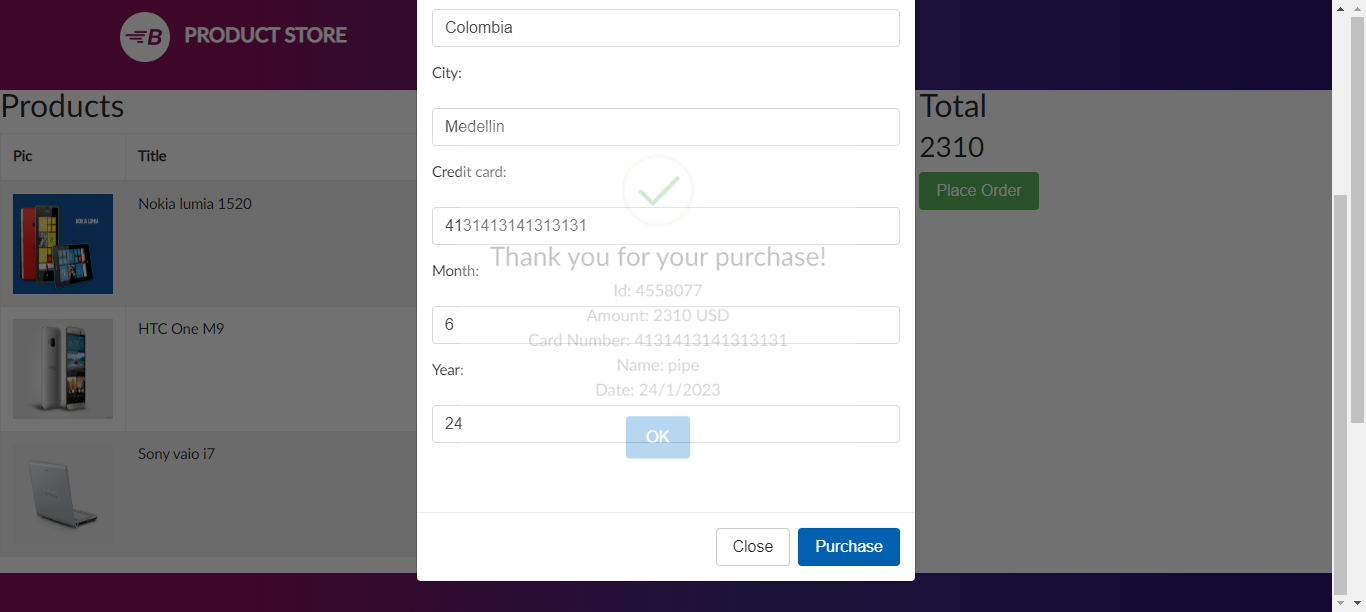 B PRODUCT STORE
Products
Pic Title
Nokia lumia 1520
NOKIA LUMIA
HTC One M9
Sony vaio i7
Colombia
City:
Medellin
Credit card:
4131413141313131
Month:
6
Year:
24
Thank you for your purchase!
Id: 4558077
Amount: 2310 USD
Card Number: 4131413141313131
Name: pipe
Date: 24/1/2023
OK
Close Purchase
Total
2310
Place Order